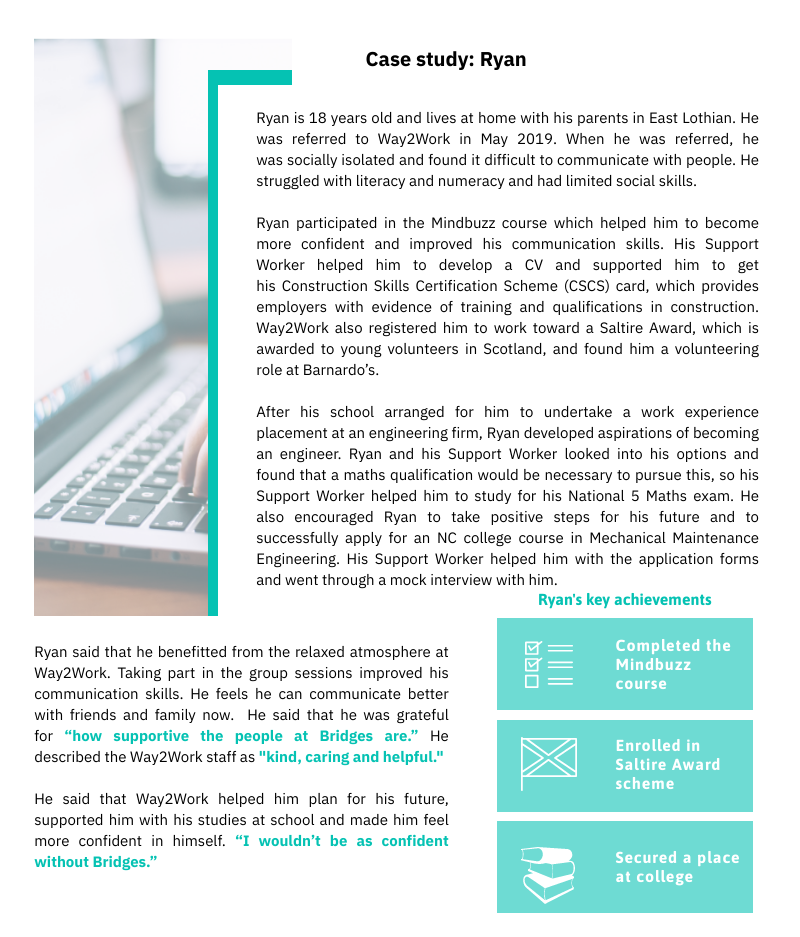 Case study: Ryan
Ryan is 18 years old and lives at home with his parents in East Lothian. He
was referred to Way2Work in May 2019. When he was referred, he
was socially isolated and found it difficult to communicate with people. He
struggled with literacy and numeracy and had limited social skills.
Ryan participated in the Mindbuzz course which helped him to become
more confident and improved his communication skills. His Support
Worker helped him to develop a CV and supported him to get
his Construction Skills Certification Scheme (CSCS) card, which provides
employers with evidence of training and qualifications in construction.
Way2Work also registered him to work toward a Saltire Award, which is
awarded to young volunteers in Scotland, and found him a volunteering
role at Barnardo’s.
After his school arranged for him to undertake a work experience
placement at an engineering firm, Ryan developed aspirations of becoming
an engineer. Ryan and his Support Worker looked into his options and
found that a maths qualification would be necessary to pursue this, so his
Support Worker helped him to study for his National 5 Maths exam. He
also encouraged Ryan to take positive steps for his future and to
successfully apply for an NC college course in Mechanical Maintenance
Engineering. His Support Worker helped him with the application forms
and went through a mock interview with him.
Ryan said that he benefitted from the relaxed atmosphere at
Way2Work. Taking part in the group sessions improved his
communication skills. He feels he can communicate better
with friends and family now. He said that he was grateful
for “how supportive the people at Bridges are.” He
described the Way2Work staff as "kind, caring and helpful."
He said that Way2Work helped him plan for his future,
supported him with his studies at school and made him feel
more confident in himself. “I wouldn’t be as confident
without Bridges.”
Ryan's key achievements
Completed the
Mindbuzz
course
Enrolled in
Saltire Award
scheme
Secured a place
at college